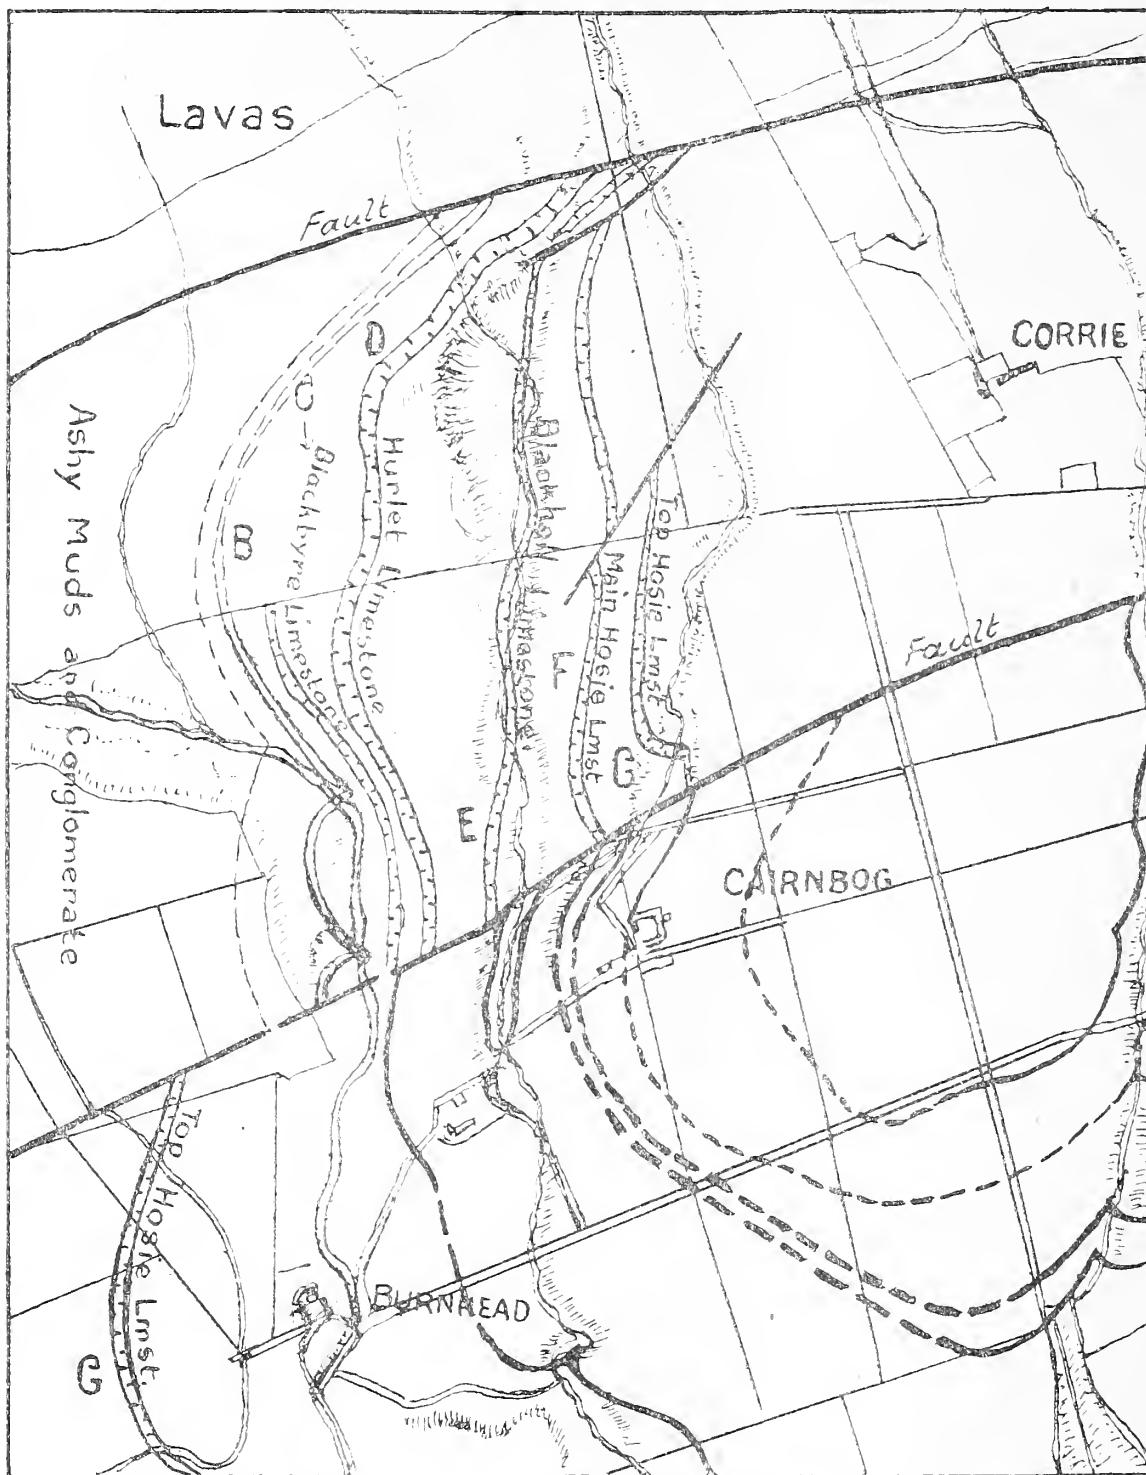 Lavas
Fault
CORRIE
D
C → Blackbyre Limestone
Hurlet Limestone
B
Ashy Muds and Conglomerate
Limestone
Top Hosie Lmst
Main Hosie Lmst
Fault
G
E
CAIRNBOG
Top Hosie Lmst.
BURNHEAD
G